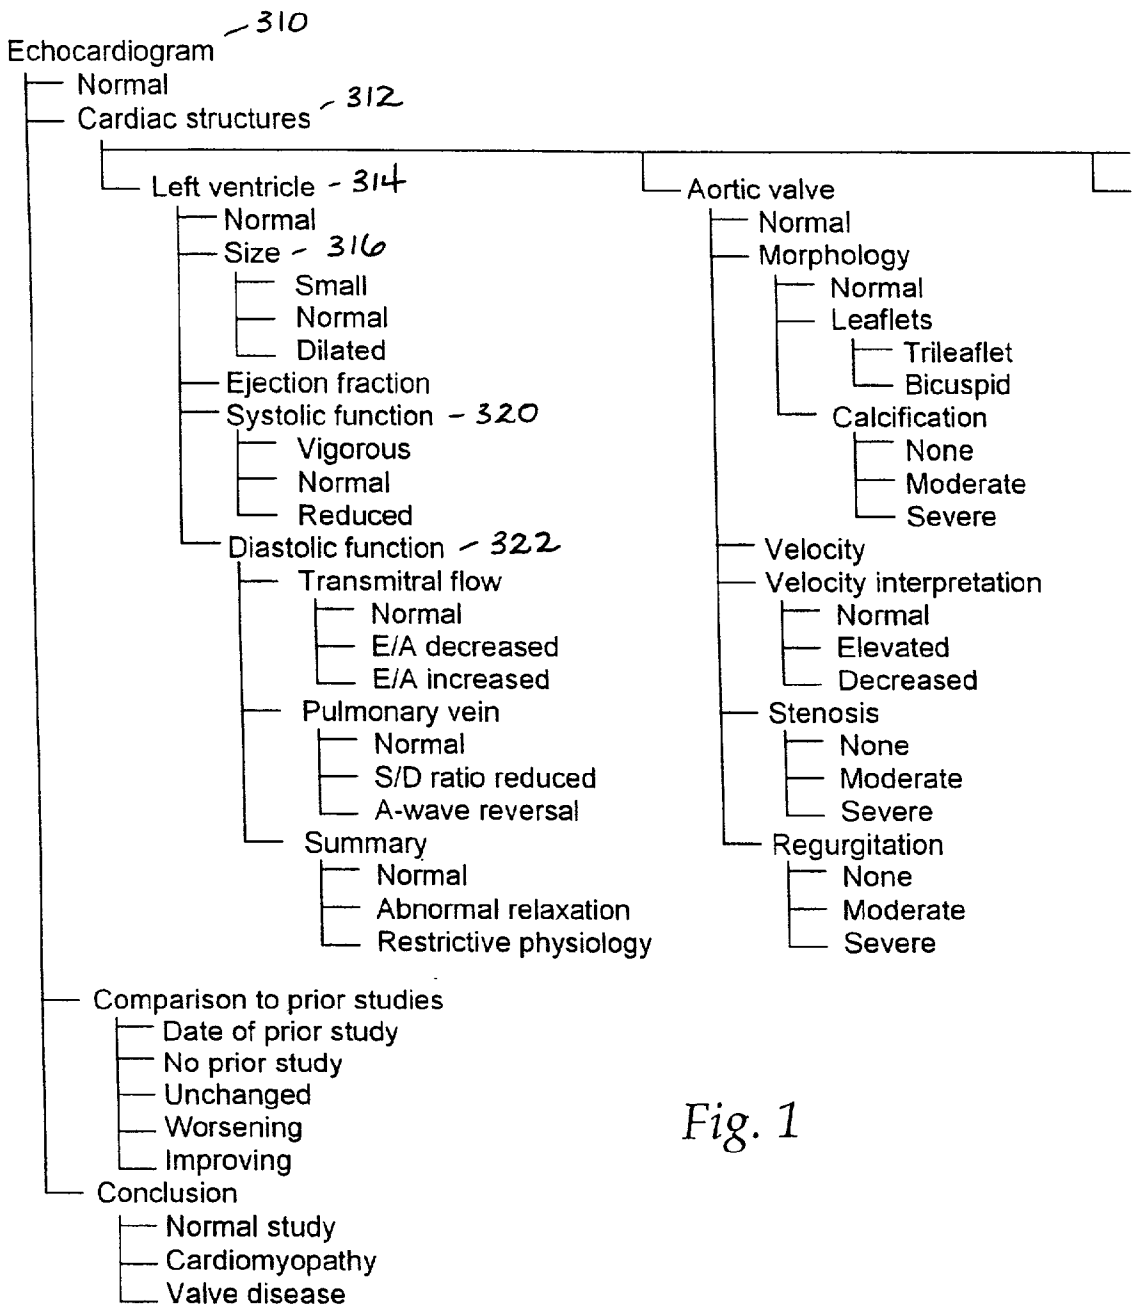 Echocardiogram - 310
Normal
Cardiac structures - 312
Left ventricle - 314
Normal
Size - 316
Small
Normal
Dilated
Ejection fraction
Systolic function - 320
Vigorous
Normal
Reduced
Diastolic function - 322
Transmitral flow
Normal
E/A decreased
E/A increased
Pulmonary vein
Normal
S/D ratio reduced
A-wave reversal
Summary
Normal
Abnormal relaxation
Restrictive physiology
Aortic valve
Normal
Morphology
Normal
Leaflets
Trileaflet
Bicuspid
Calcification
None
Moderate
Severe
Velocity
Velocity interpretation
Normal
Elevated
Decreased
Stenosis
None
Moderate
Severe
Regurgitation
None
Moderate
Severe
Comparison to prior studies
Date of prior study
No prior study
Unchanged
Worsening
Improving
Conclusion
Normal study
Cardiomyopathy
Valve disease
Fig. 1